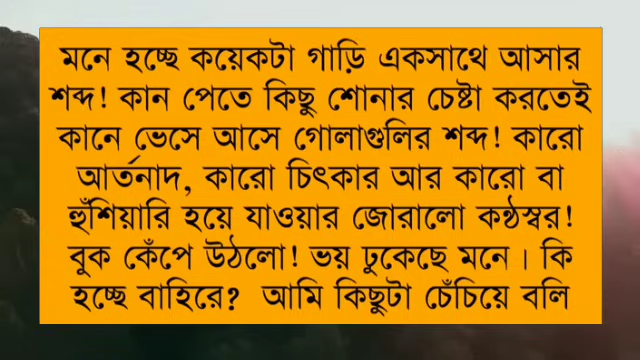 মনে হচ্ছে কয়েকটা গাড়ি একসাথে আসার
শব্দ! কান পেতে কিছু শোনার চেষ্টা করতেই
কানে ভেসে আসে গোলাগুলির শব্দ! কারো
আর্তনাদ, কারো চিৎকার আর কারো বা
হুঁশিয়ারি হয়ে যাওয়ার জোরালো কন্ঠস্বর!
বুক কেঁপে উঠলো! ভয় ঢুকেছে মনে। কি
হচ্ছে বাহিরে? আমি কিছুটা চেঁচিয়ে বলি